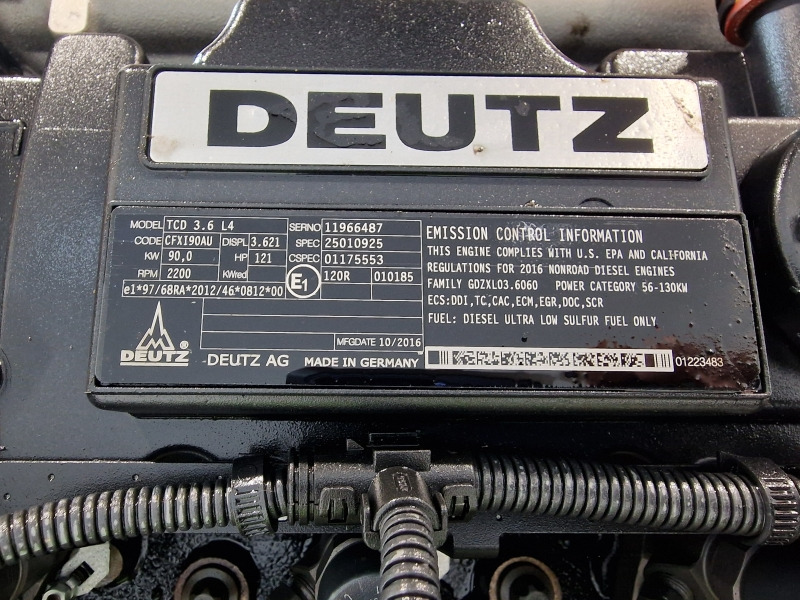 DEUTZ
MODEL TCD 3.6 L4 SERNO 11966487
CODE CFXI90AU DISPL 3.621 SPEC 25010925
KW 90,0 HP 121 CSPEC 01175553
RPM 2200 KWred E1 120R 010185
e1*97/68RA*2012/46*0812*00
MFGDATE 10/2016
DEUTZ ® DEUTZ AG MADE IN GERMANY
EMISSION CONTROL INFORMATION
THIS ENGINE COMPLIES WITH U.S. EPA AND CALIFORNIA
REGULATIONS FOR 2016 NONROAD DIESEL ENGINES
FAMILY GDZXL03.6060 POWER CATEGORY 56-130KW
ECS:DDI,TC,CAC,ECM,EGR,DOC,SCR
FUEL: DIESEL ULTRA LOW SULFUR FUEL ONLY
01223483